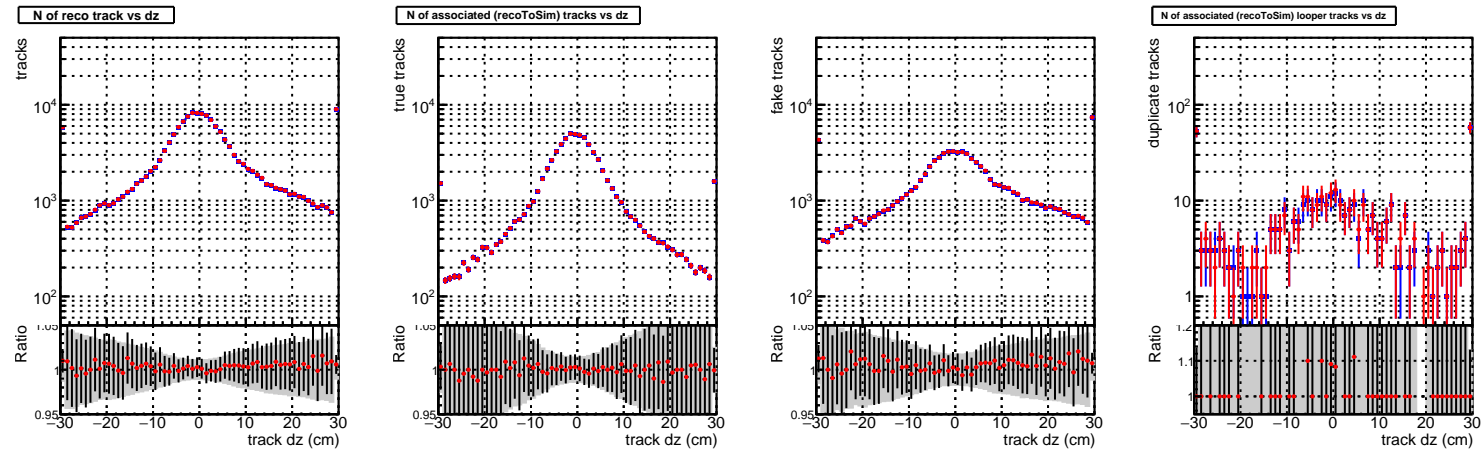 N of reco track vs dz
tracks
10^4
10^3
10^2
Ratio
1.05
1
0.95
−30 −20 −10 0 10 20 30
track dz (cm)
N of associated (recoToSim) tracks vs dz
true tracks
10^4
10^3
10^2
Ratio
1.05
1
0.95
−30 −20 −10 0 10 20 30
track dz (cm)
fake tracks
10^4
10^3
10^2
Ratio
1.05
1
0.95
−30 −20 −10 0 10 20 30
track dz (cm)
N of associated (recoToSim) looper tracks vs dz
duplicate tracks
10^2
10
1
Ratio
1.2
1.1
1
−30 −20 −10 0 10 20 30
track dz (cm)